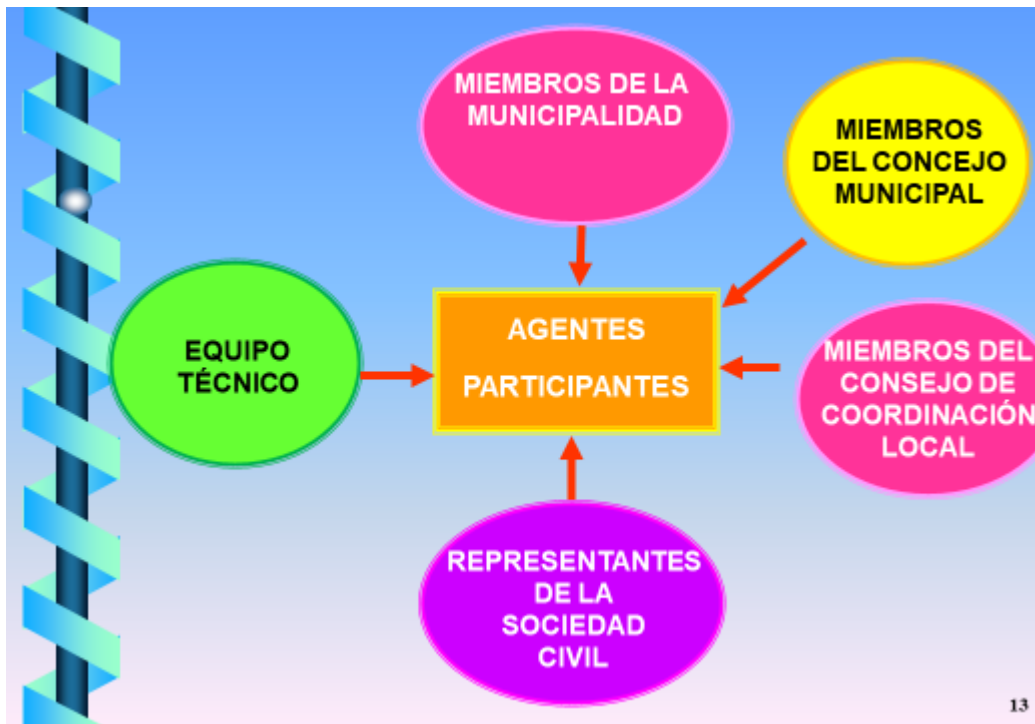 MIEMBROS DE LA
MUNICIPALIDAD
MIEMBROS
DEL CONCEJO
MUNICIPAL
EQUIPO
TÉCNICO
AGENTES
PARTICIPANTES
MIEMBROS DEL
CONSEJO DE
COORDINACIÓN
LOCAL
REPRESENTANTES
DE LA
SOCIEDAD
CIVIL
13